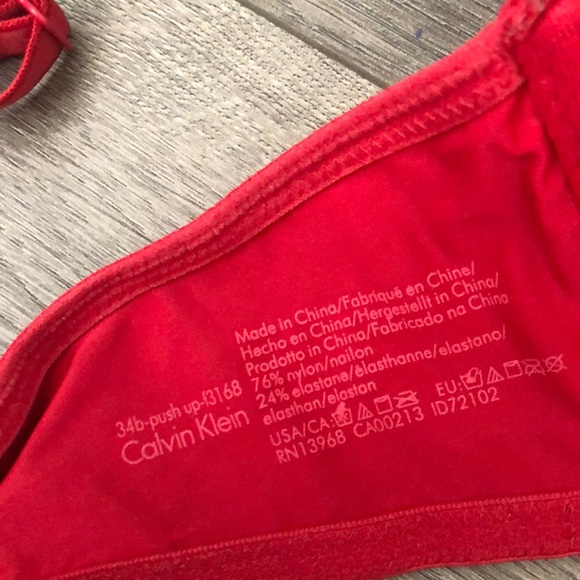 34b-push up-f3168
Calvin Klein
Made in China/Fabriqué en Chine/
Hecho en China/Hergestellt in China/
Prodotto in China/Fabricado na China
76% nylon/nailon
24% elastane/élasthanne/elastano/
elasthan/elastan
USA/CA: EU:
RN13968 CA00213 ID72102